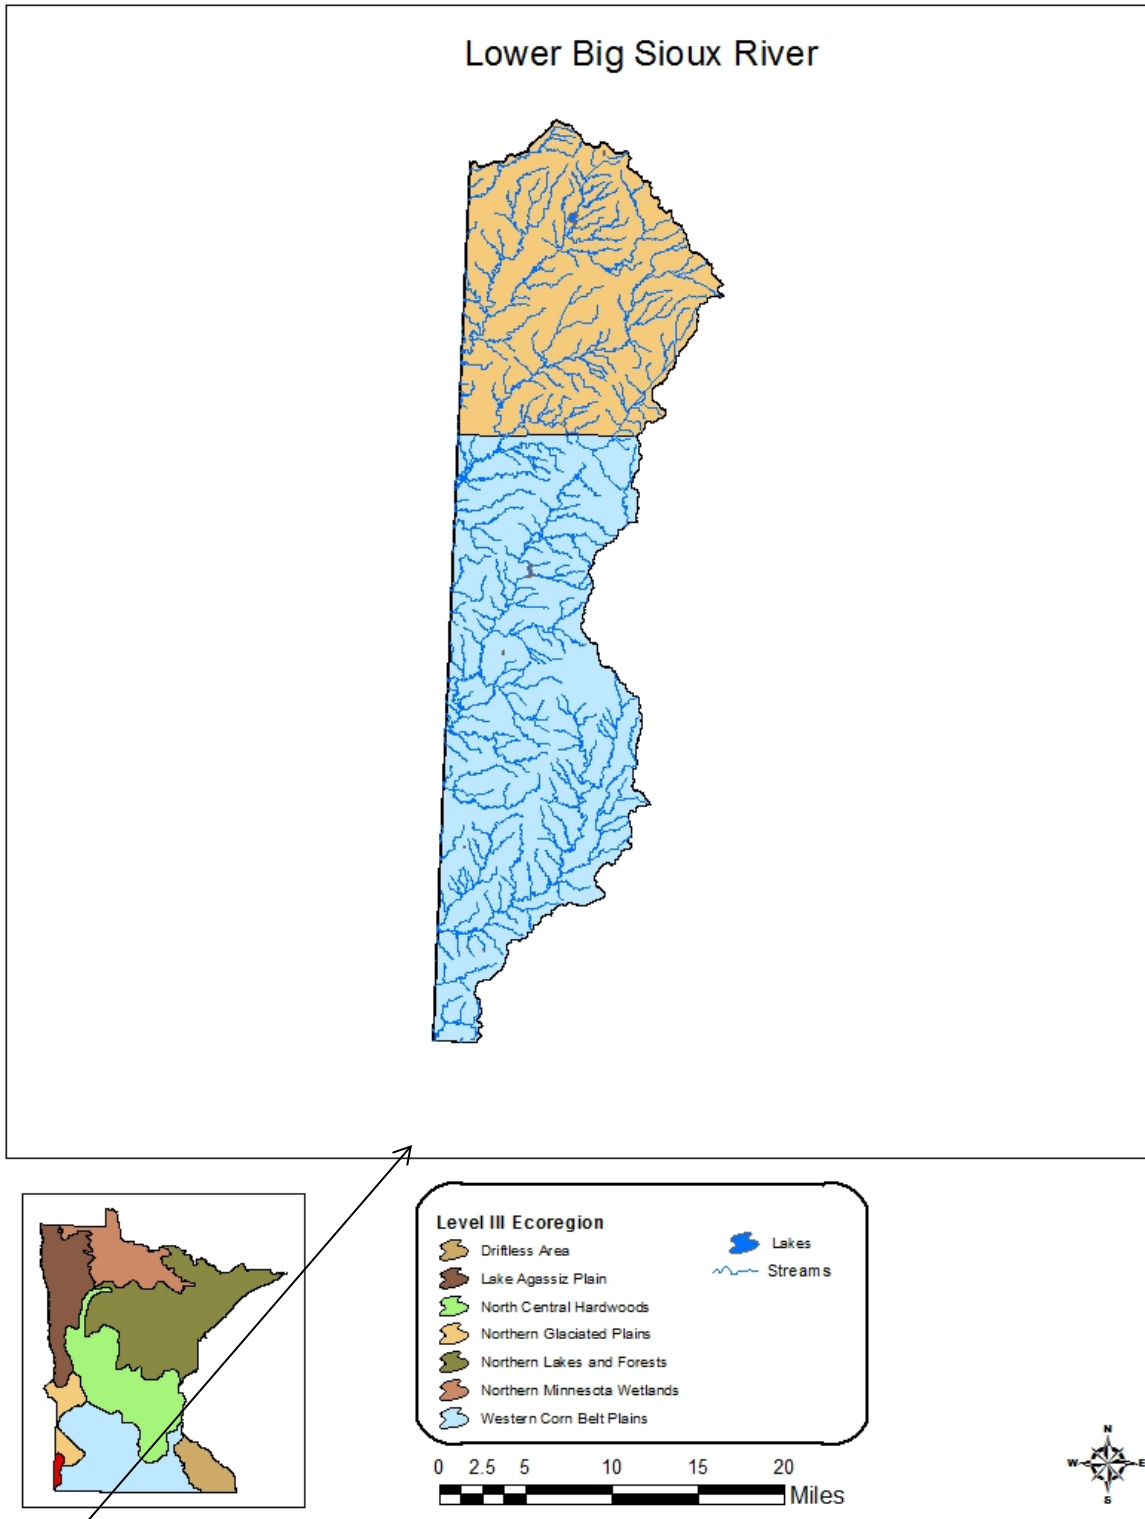 Lower Big Sioux River
Level III Ecoregion
Driftless Area
Lake Agassiz Plain
North Central Hardwoods
Northern Glaciated Plains
Northern Lakes and Forests
Northern Minnesota Wetlands
Western Corn Belt Plains
Lakes
Streams
0 2.5 5 10 15 20
Miles
N
W E
S